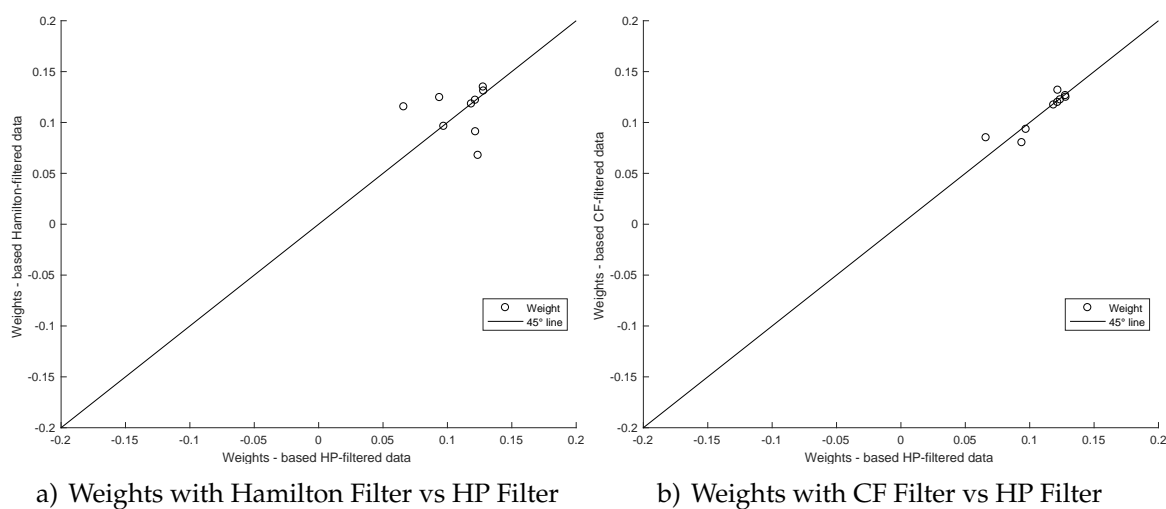 0.2
0.15
0.1
0.05
0
-0.05
-0.1
-0.15
-0.2
Weights - based Hamilton-filtered data
-0.2 -0.15 -0.1 -0.05 0 0.05 0.1 0.15 0.2
Weights - based HP-filtered data
Weight
45° line
a) Weights with Hamilton Filter vs HP Filter
0.2
0.15
0.1
0.05
0
-0.05
-0.1
-0.15
-0.2
Weights - based CF-filtered data
-0.2 -0.15 -0.1 -0.05 0 0.05 0.1 0.15 0.2
Weights - based HP-filtered data
Weight
45° line
b) Weights with CF Filter vs HP Filter